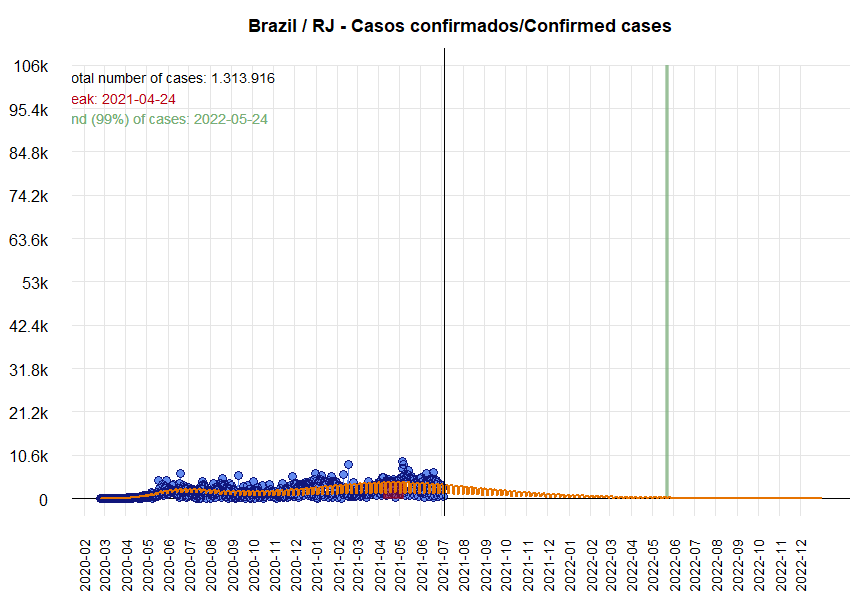 Brazil / RJ - Casos confirmados/Confirmed cases
otal number of cases: 1.313.916
eak: 2021-04-24
nd (99%) of cases: 2022-05-24
106k
95.4k
84.8k
74.2k
63.6k
53k
42.4k
31.8k
21.2k
10.6k
0
2020-02
2020-03
2020-04
2020-05
2020-06
2020-07
2020-08
2020-09
2020-10
2020-11
2020-12
2021-01
2021-02
2021-03
2021-04
2021-05
2021-06
2021-07
2021-08
2021-09
2021-10
2021-11
2021-12
2022-01
2022-02
2022-03
2022-04
2022-05
2022-06
2022-07
2022-08
2022-09
2022-10
2022-11
2022-12